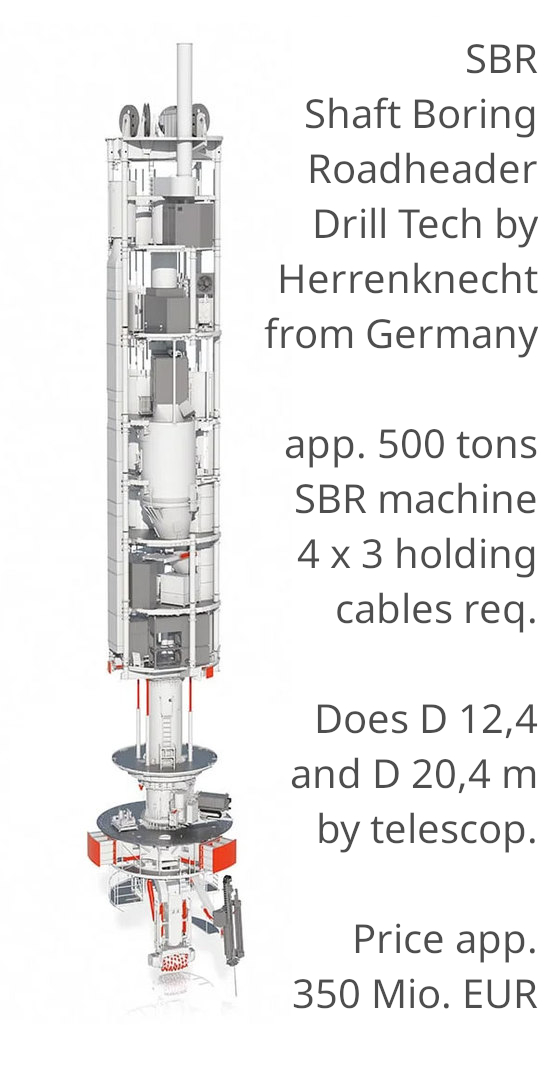 SBR
Shaft Boring
Roadheader
Drill Tech by
Herrenknecht
from Germany
app. 500 tons
SBR machine
4 x 3 holding
cables req.
Does D 12,4
and D 20,4 m
by telescop.
Price app.
350 Mio. EUR